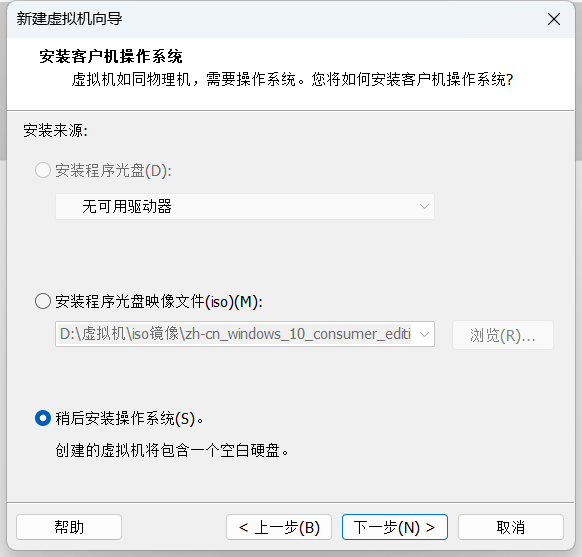 新建虚拟机向导
安装客户机操作系统
虚拟机如同物理机，需要操作系统。您将如何安装客户机操作系统?
安装来源:
安装程序光盘(D):
无可用驱动器
安装程序光盘映像文件(iso)(M):
D:\虚拟机\iso镜像\zh-cn_windows_10_consumer_editi
浏览(R)...
稍后安装操作系统(S)。
创建的虚拟机将包含一个空白硬盘。
帮助
< 上一步(B)
下一步(N) >
取消